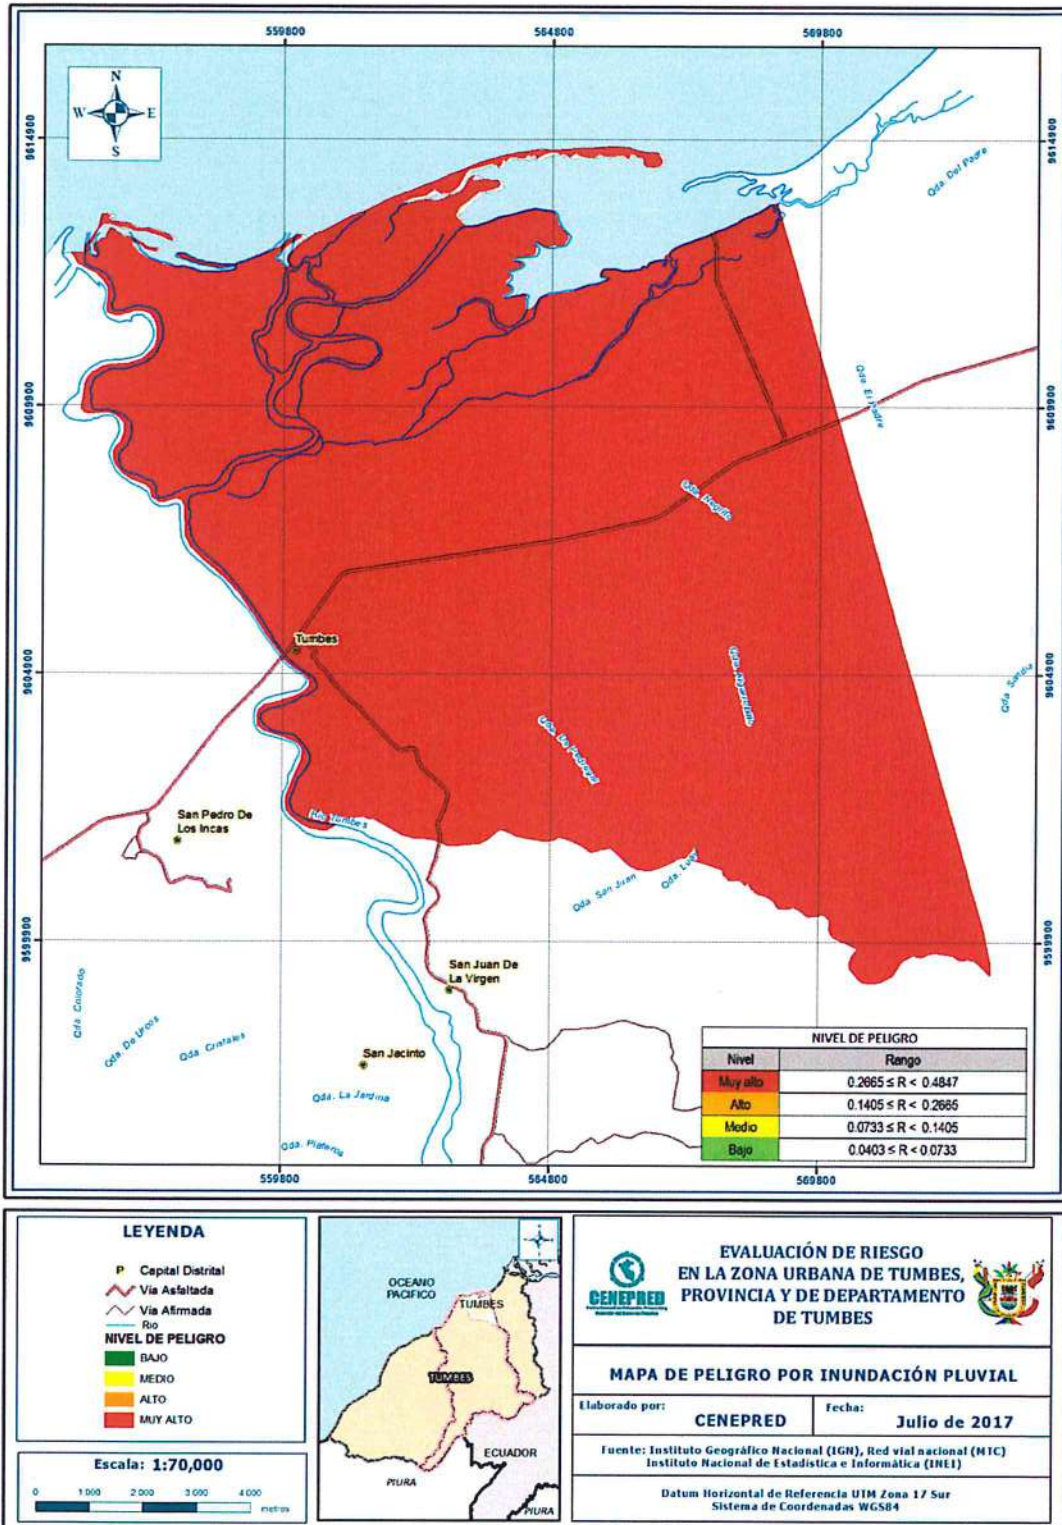 559800
564800
569800
N
W
E
S
9614900
9614900
Qda. Del Padre
Qda. El Padre
9609900
9609900
Tumbes
9604900
9604900
Qda. Sandia
San Pedro De
Los Incas
Río Tumbes
Qda. San Juan
9599900
9599900
San Juan De
La Virgen
Qda. Colorado
Qda. De Urcos
Qda. Cristales
San Jacinto
Qda. La Jardina
Qda. Plateros
NIVEL DE PELIGRO
Nivel Rango
Muy alto 0.2665 ≤ R < 0.4847
Alto 0.1405 ≤ R < 0.2665
Medio 0.0733 ≤ R < 0.1405
Bajo 0.0403 ≤ R < 0.0733
559800
564800
569800
LEYENDA
P Capital Distrital
Vía Asfaltada
Vía Afirmada
Rio
NIVEL DE PELIGRO
BAJO
MEDIO
ALTO
MUY ALTO
Escala: 1:70,000
0 1 000 2 000 3 000 4 000
metros
OCEANO
PACIFICO
TUMBES
TUMBES
ECUADOR
PIURA
PIURA
CENEPRED
EVALUACIÓN DE RIESGO
EN LA ZONA URBANA DE TUMBES,
PROVINCIA Y DE DEPARTAMENTO
DE TUMBES
MAPA DE PELIGRO POR INUNDACIÓN PLUVIAL
Elaborado por: CENEPRED
Fecha: Julio de 2017
Fuente: Instituto Geográfico Nacional (IGN), Red vial nacional (MTC)
Instituto Nacional de Estadística e Informática (INEI)
Datum Horizontal de Referencia UTM Zona 17 Sur
Sistema de Coordenadas WGS84